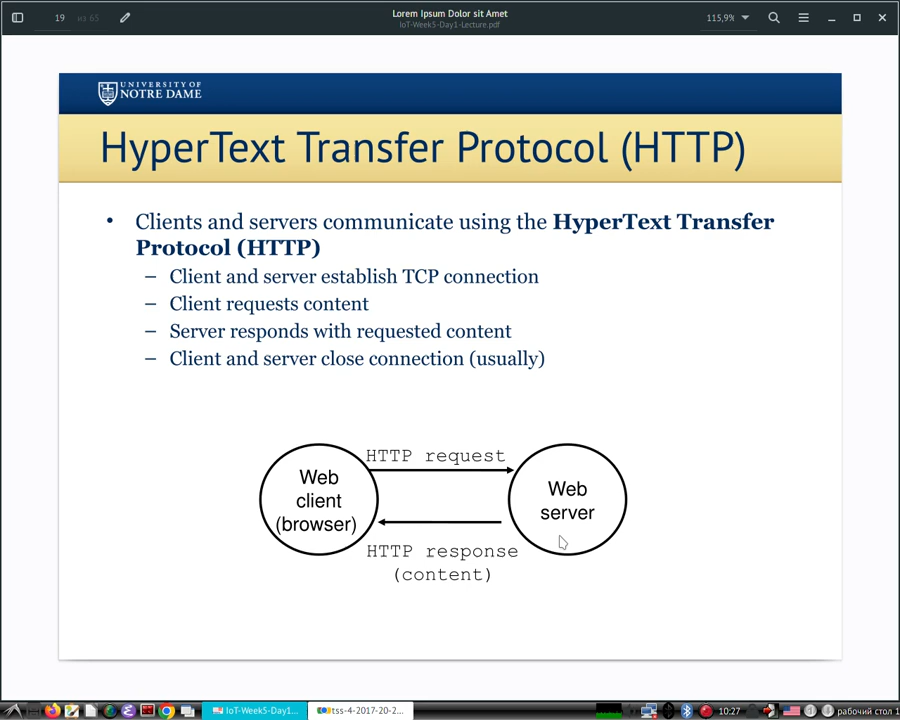 19 из 65
Lorem Ipsum Dolor sit Amet
IoT-Week5-Day1-Lecture.pdf
115,9%
UNIVERSITY OF
NOTRE DAME
HyperText Transfer Protocol (HTTP)
• Clients and servers communicate using the HyperText Transfer
Protocol (HTTP)
– Client and server establish TCP connection
– Client requests content
– Server responds with requested content
– Client and server close connection (usually)
HTTP request
Web
client
(browser)
Web
server
HTTP response
(content)
IoT-Week5-Day1...
tss-4-2017-20-2...
10:27
рабочий стол 1